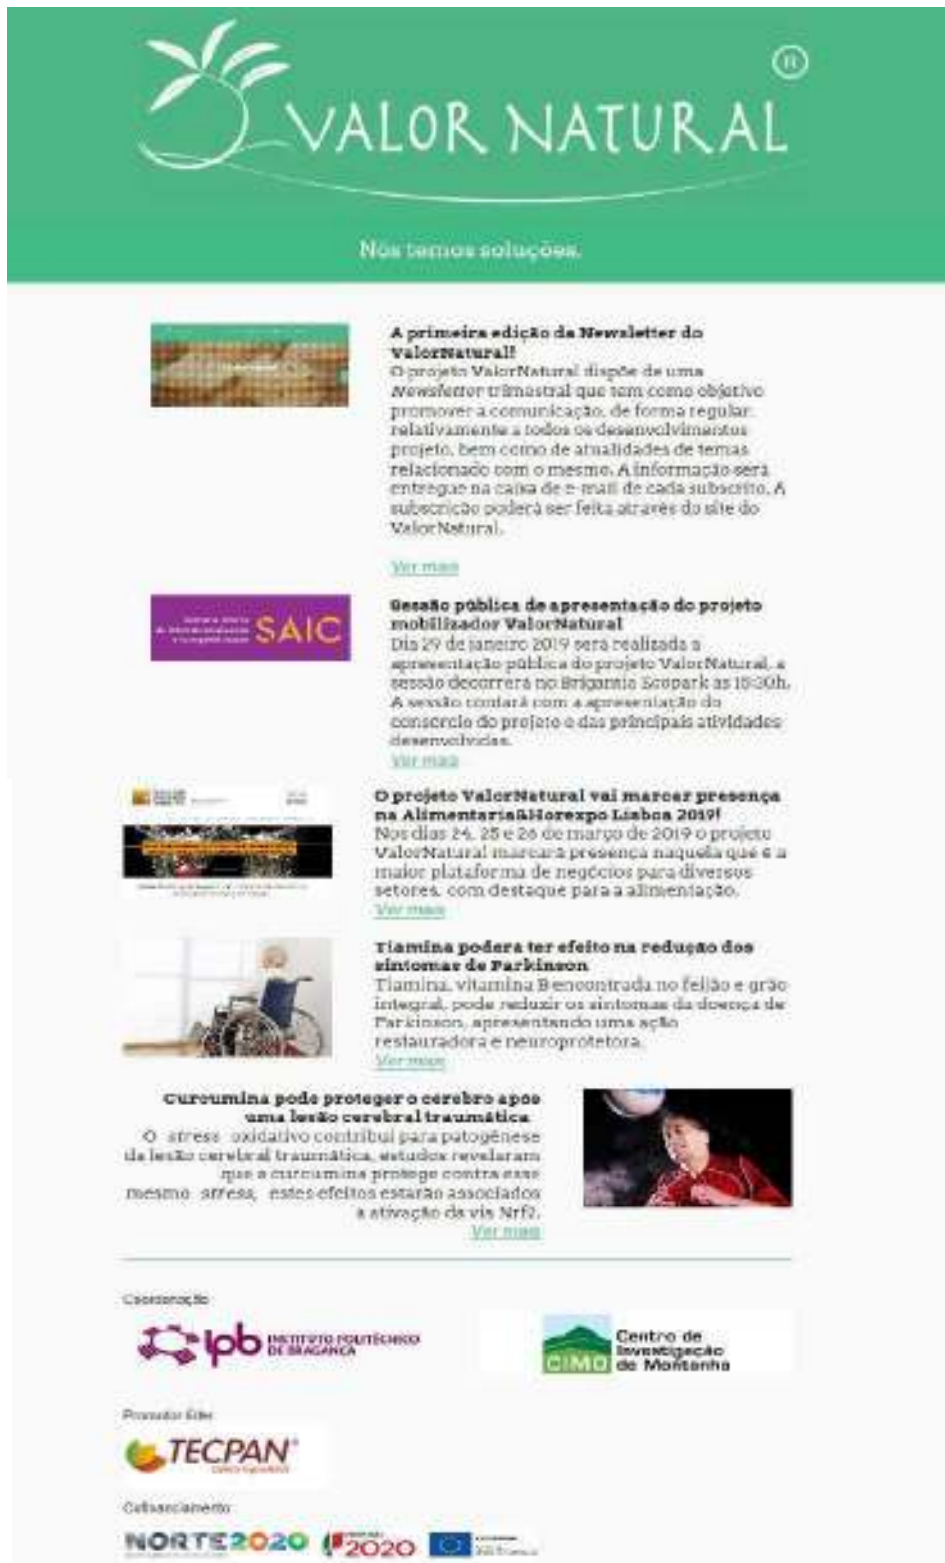 VALOR NATURAL
®
Nós temos soluções.
A primeira edição da Newsletter do
ValorNatural!
O projeto ValorNatural dispõe de uma
Newsletter trimestral que tem como objetivo
promover a comunicação, de forma regular,
relativamente a todos os desenvolvimentos
projeto, bem como de atualidades de temas
relacionado com o mesmo. A informação será
entregue na caixa de e-mail de cada subscrito. A
subscrição poderá ser feita através do site do
ValorNatural.
Ver mais
SAIC
Sessão pública de apresentação do projeto
mobilizador ValorNatural
Dia 29 de janeiro 2019 será realizada a
apresentação pública do projeto ValorNatural, a
sessão decorrerá no Brigantia Ecopark às 15:30h.
A sessão contará com a apresentação do
consórcio do projeto e das principais atividades
desenvolvidas.
Ver mais
O projeto ValorNatural vai marcar presença
na Alimentaria&Horexpo Lisboa 2019!
Nos dias 24, 25 e 26 de março de 2019 o projeto
ValorNatural marcará presença naquela que é a
maior plataforma de negócios para diversos
setores, com destaque para a alimentação.
Ver mais
Tiamina poderá ter efeito na redução dos
sintomas de Parkinson
Tiamina, vitamina B encontrada no feijão e grão
integral, pode reduzir os sintomas da doença de
Parkinson, apresentando uma ação
restauradora e neuroprotetora.
Ver mais
Curcumina pode proteger o cérebro após
uma lesão cerebral traumática
O stress oxidativo contribui para patogênese
da lesão cerebral traumática, estudos revelaram
que a curcumina protege contra esse
mesmo stress, estes efeitos estarão associados
à ativação da via Nrf2.
Ver mais
Coordenação
ipb INSTITUTO POLITÉCNICO
DE BRAGANÇA
CIMO
Centro de
Investigação
de Montanha
Promotor líder
TECPAN
Cofinanciamento
NORTE2020
2020